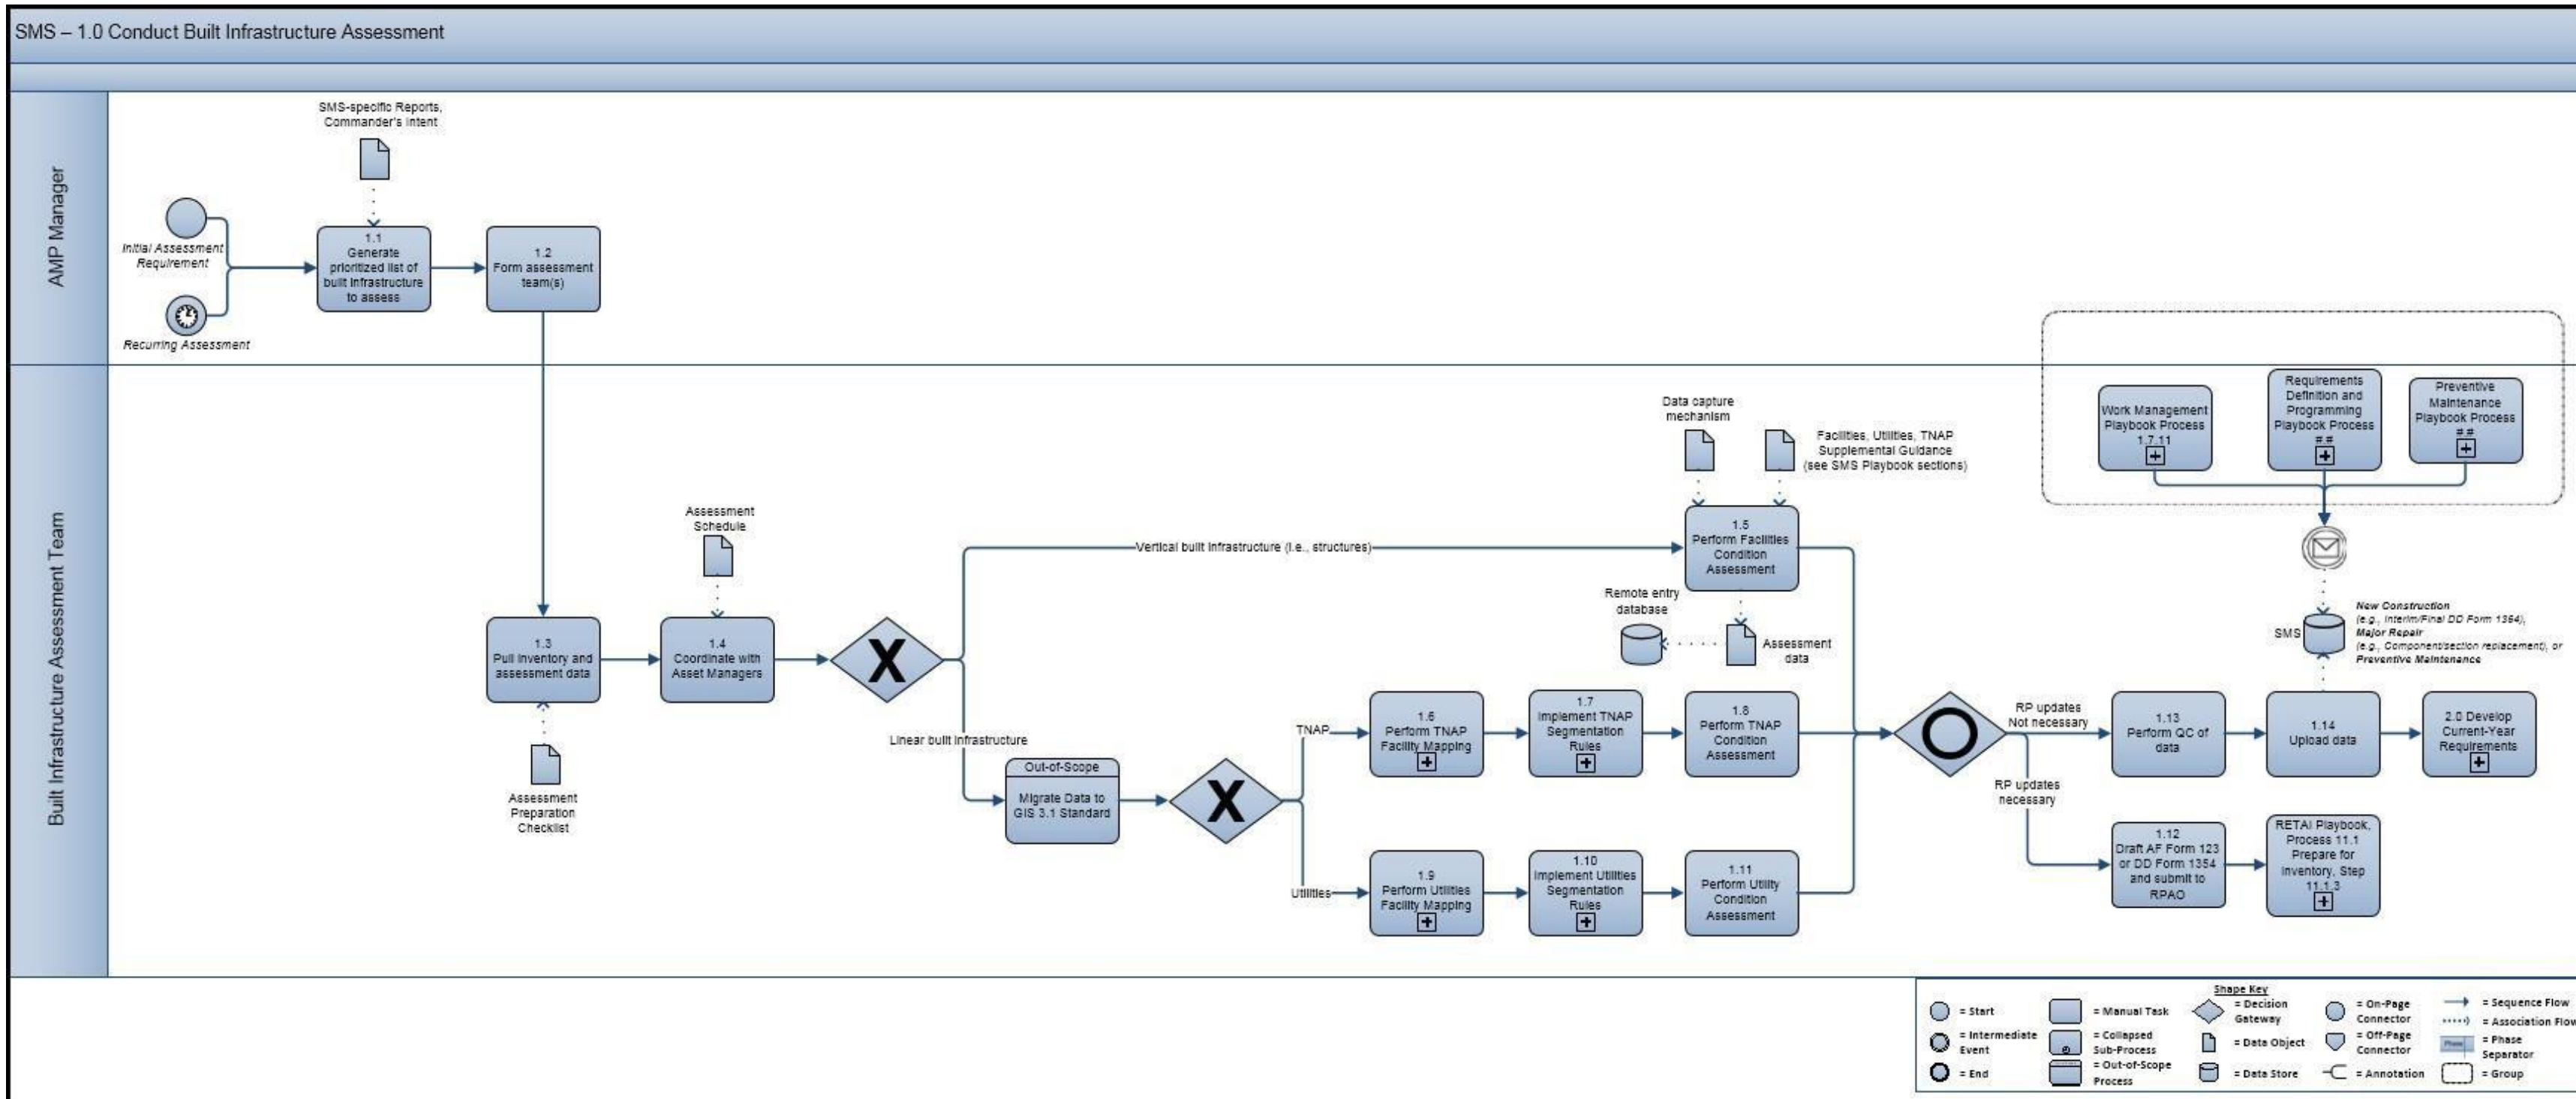 SMS – 1.0 Conduct Built Infrastructure Assessment
AMP Manager
SMS-specific Reports,
Commander's Intent
Initial Assessment
Requirement
Recurring Assessment
1.1
Generate
prioritized list of
built infrastructure
to assess
1.2
Form assessment
team(s)
Built Infrastructure Assessment Team
1.3
Pull inventory and
assessment data
Assessment
Preparation
Checklist
Assessment
Schedule
1.4
Coordinate with
Asset Managers
X
Vertical built infrastructure (i.e., structures)
Linear built infrastructure
Out-of-Scope
Migrate Data to
GIS 3.1 Standard
X
TNAP
Utilities
Data capture
mechanism
Facilities, Utilities, TNAP
Supplemental Guidance
(see SMS Playbook sections)
1.5
Perform Facilities
Condition
Assessment
Remote entry
database
Assessment
data
1.6
Perform TNAP
Facility Mapping
1.7
Implement TNAP
Segmentation
Rules
1.8
Perform TNAP
Condition
Assessment
1.9
Perform Utilities
Facility Mapping
1.10
Implement Utilities
Segmentation
Rules
1.11
Perform Utility
Condition
Assessment
RP updates
Not necessary
RP updates
necessary
Work Management
Playbook Process
1.7.11
Requirements
Definition and
Programming
Playbook Process
#.#
Preventive
Maintenance
Playbook Process
#.#
SMS
New Construction
(e.g., Interim/Final DD Form 1354),
Major Repair
(e.g., Component/section replacement), or
Preventive Maintenance
1.13
Perform QC of
data
1.14
Upload data
2.0 Develop
Current-Year
Requirements
1.12
Draft AF Form 123
or DD Form 1354
and submit to
RPAO
RETAI Playbook,
Process 11.1
Prepare for
Inventory, Step
11.1.3
Shape Key
= Start
= Intermediate
Event
= End
= Manual Task
= Collapsed
Sub-Process
= Out-of-Scope
Process
= Decision
Gateway
= Data Object
= Data Store
= On-Page
Connector
= Off-Page
Connector
= Annotation
= Sequence Flow
= Association Flow
Phase
= Phase
Separator
= Group